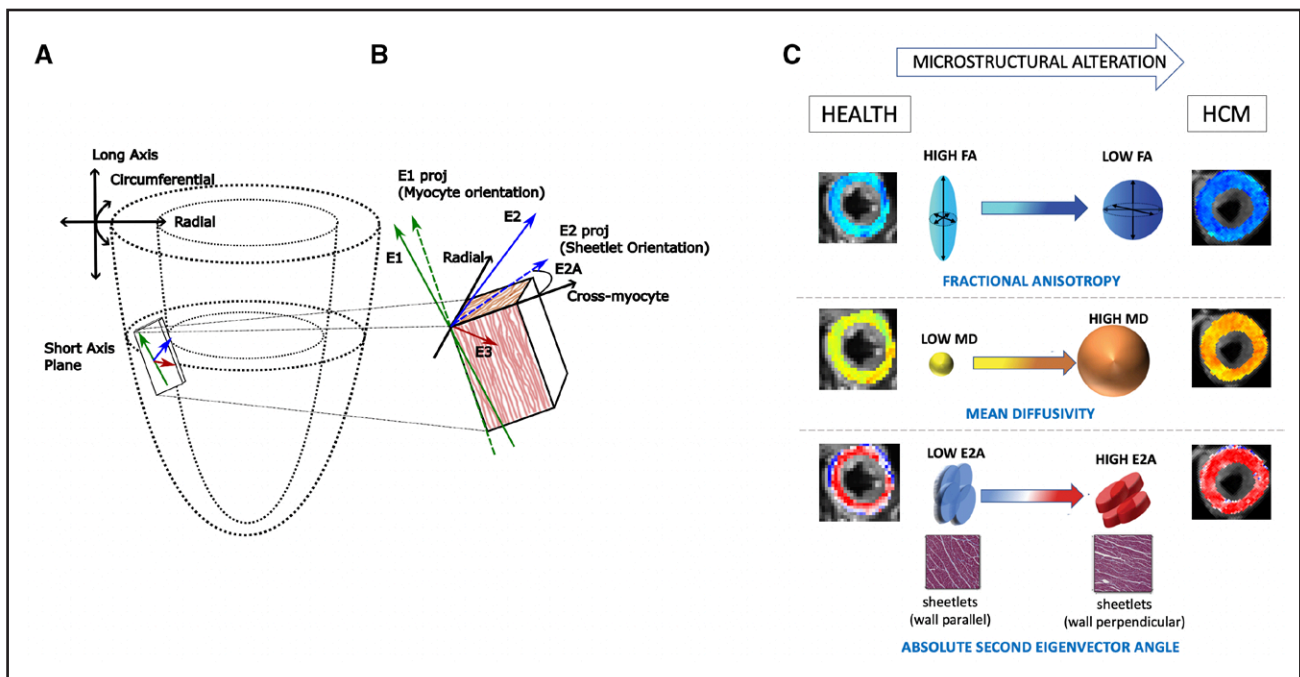 A
B
C
MICROSTRUCTURAL ALTERATION
HEALTH
HCM
Long Axis
Circumferential
Radial
Short Axis
Plane
E1 proj
(Myocyte orientation)
E2
E2 proj
(Sheetlet Orientation)
E1
Radial
E2A
Cross-myocyte
E3
HIGH FA
LOW FA
FRACTIONAL ANISOTROPY
LOW MD
HIGH MD
MEAN DIFFUSIVITY
LOW E2A
HIGH E2A
sheetlets
(wall parallel)
sheetlets
(wall perpendicular)
ABSOLUTE SECOND EIGENVECTOR ANGLE